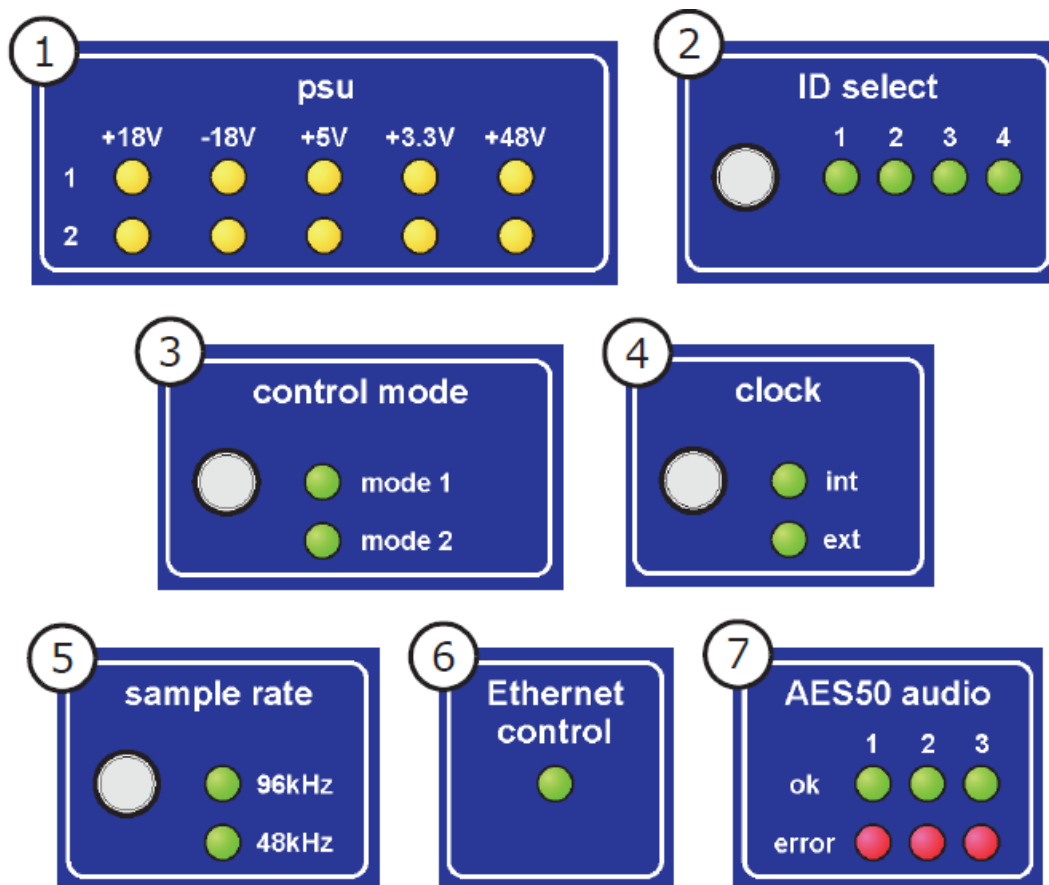 1
psu
+18V -18V +5V +3.3V +48V
1
2
2
ID select
1 2 3 4
3
control mode
mode 1
mode 2
4
clock
int
ext
5
sample rate
96kHz
48kHz
6
Ethernet
control
7
AES50 audio
1 2 3
ok
error